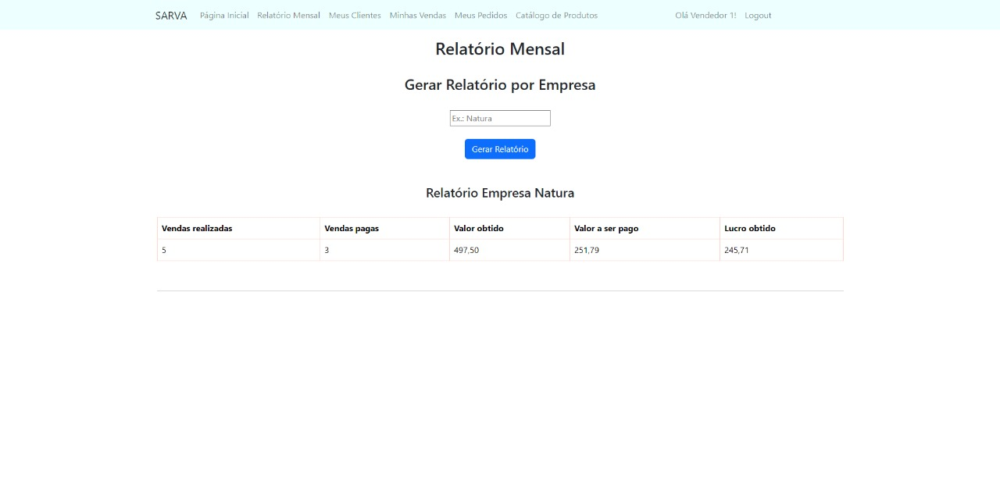 SARVA Página Inicial Relatório Mensal Meus Clientes Minhas Vendas Meus Pedidos Catálogo de Produtos Olá Vendedor 1! Logout
Relatório Mensal
Gerar Relatório por Empresa
Ex.: Natura
Gerar Relatório
Relatório Empresa Natura
Vendas realizadas Vendas pagas Valor obtido Valor a ser pago Lucro obtido
5 3 497,50 251,79 245,71